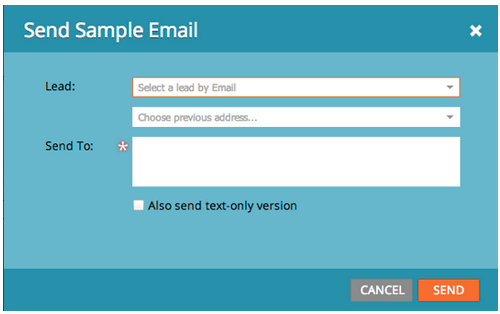 Send Sample Email
Lead:
Select a lead by Email
Choose previous address...
Send To:
Also send text-only version
CANCEL SEND